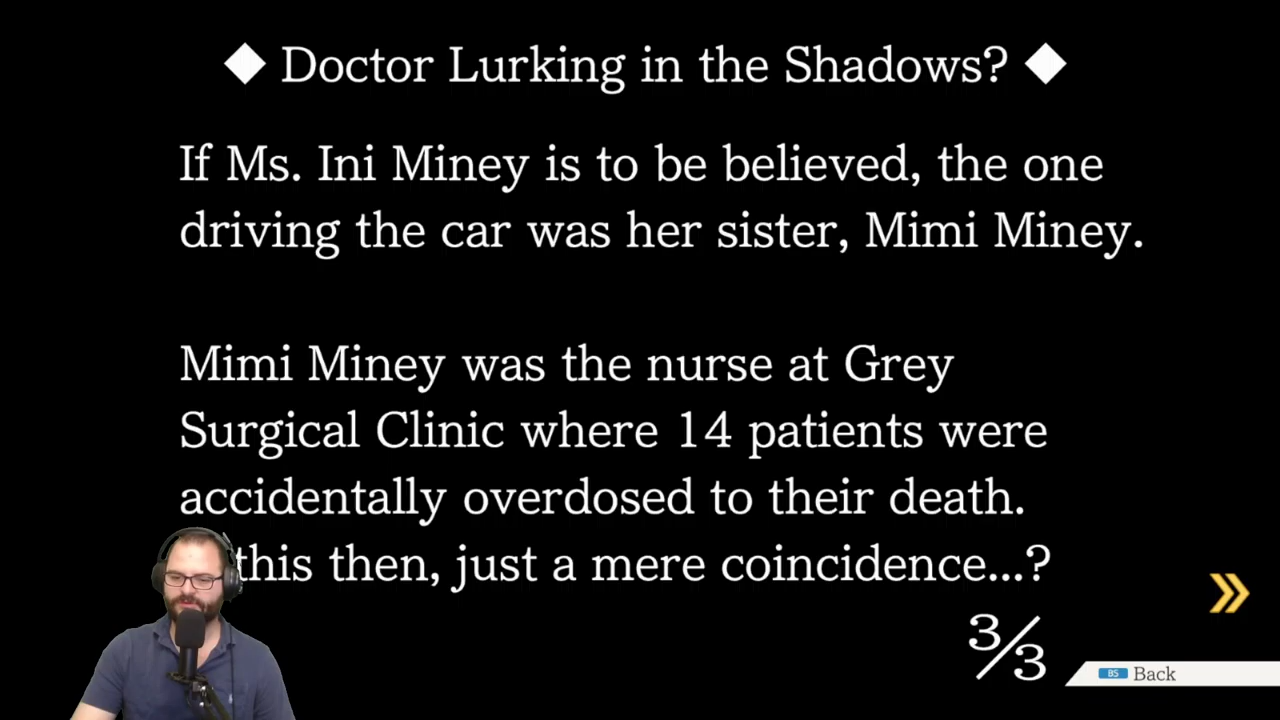 ◆ Doctor Lurking in the Shadows? ◆
If Ms. Ini Miney is to be believed, the one
driving the car was her sister, Mimi Miney.
Mimi Miney was the nurse at Grey
Surgical Clinic where 14 patients were
accidentally overdosed to their death.
this then, just a mere coincidence...?
3/3
BS Back